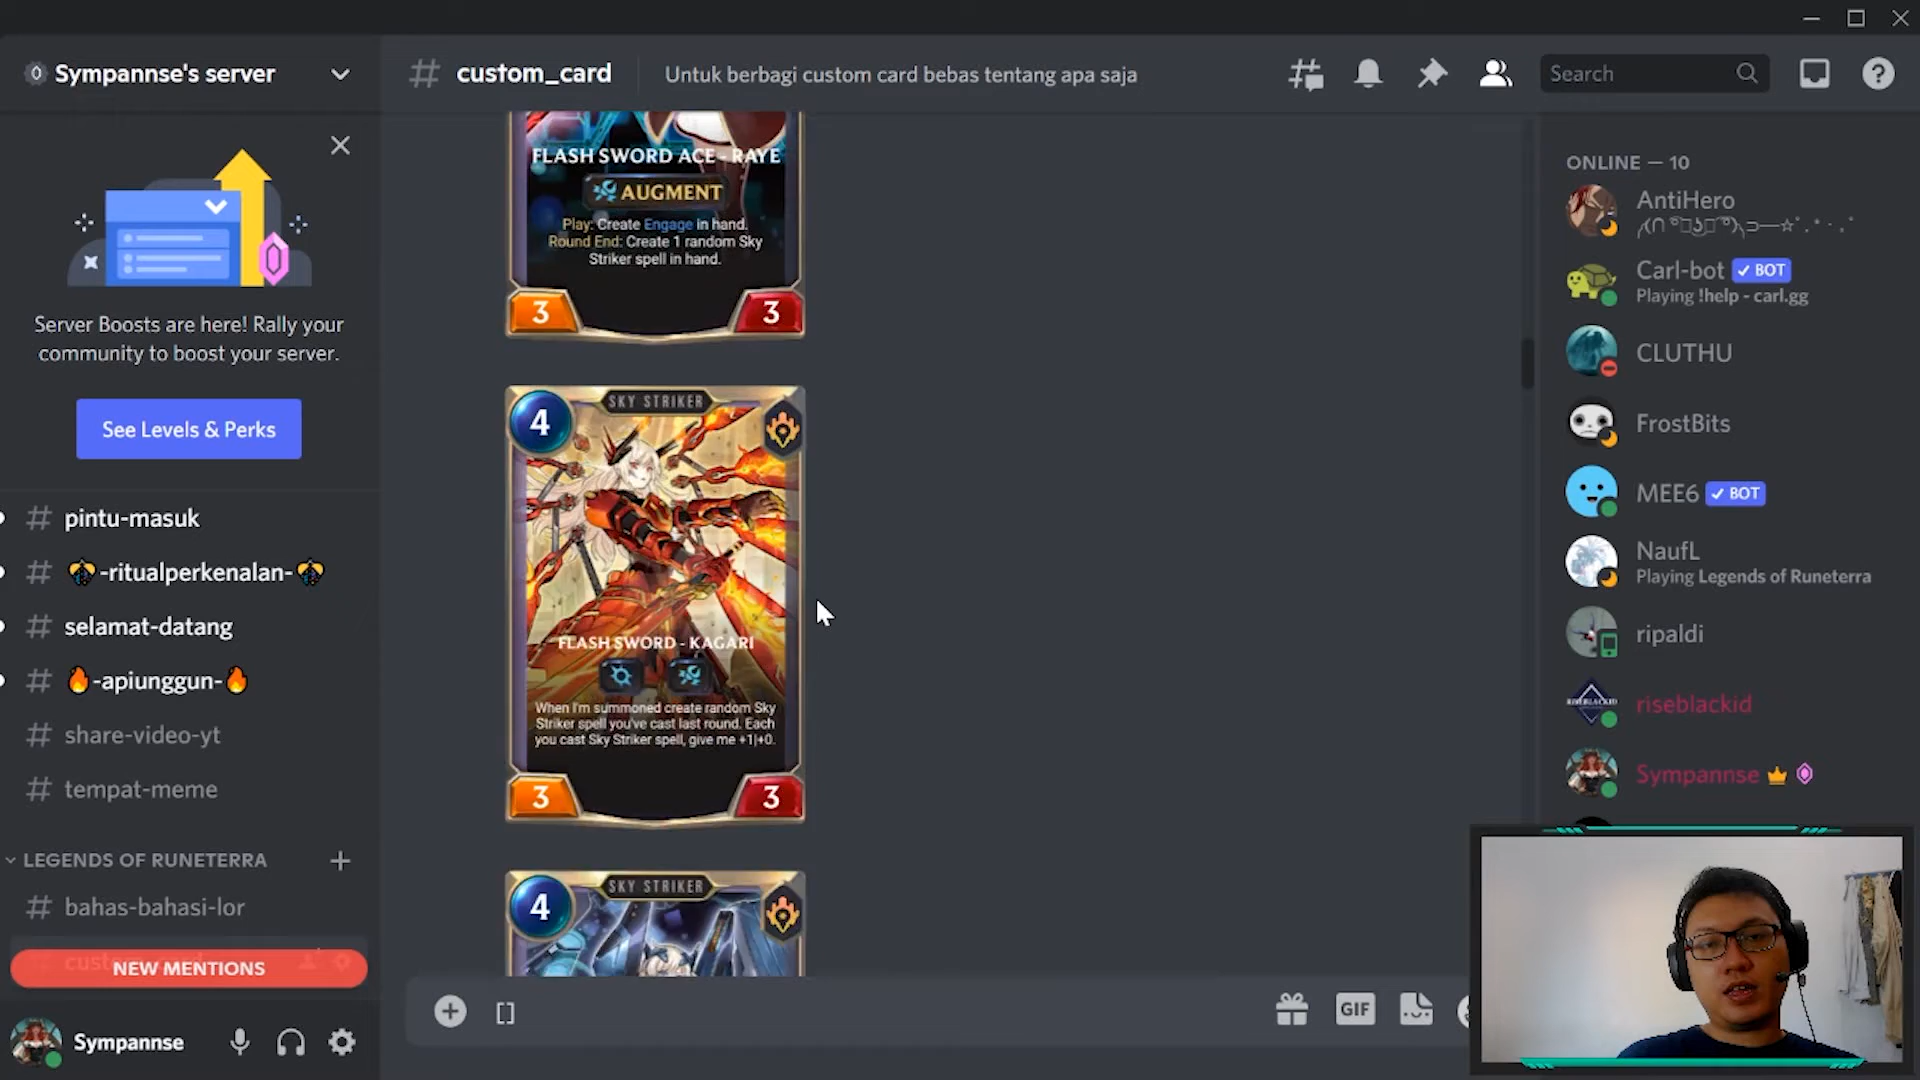 Sympannse's server
# custom_card
Untuk berbagi custom card bebas tentang apa saja
Search
Server Boosts are here! Rally your
community to boost your server.
See Levels & Perks
# pintu-masuk
# -ritualperkenalan-
# selamat-datang
# 🔥-apiunggun-🔥
# share-video-yt
# tempat-meme
LEGENDS OF RUNETERRA
# bahas-bahasi-lor
NEW MENTIONS
Sympannse
FLASH SWORD ACE - RAYE
AUGMENT
Play: Create Engage in hand.
Round End: Create 1 random Sky
Striker spell in hand.
3
3
SKY STRIKER
4
FLASH SWORD - KAGARI
When I'm summoned create random Sky
Striker spell you've cast last round. Each
you cast Sky Striker spell, give me +1|+0.
3
3
SKY STRIKER
4
GIF
ONLINE — 10
AntiHero
Carl-bot ✓ BOT
Playing !help - carl.gg
CLUTHU
FrostBits
MEE6 ✓ BOT
NaufL
Playing Legends of Runeterra
ripaldi
riseblackid
Sympannse